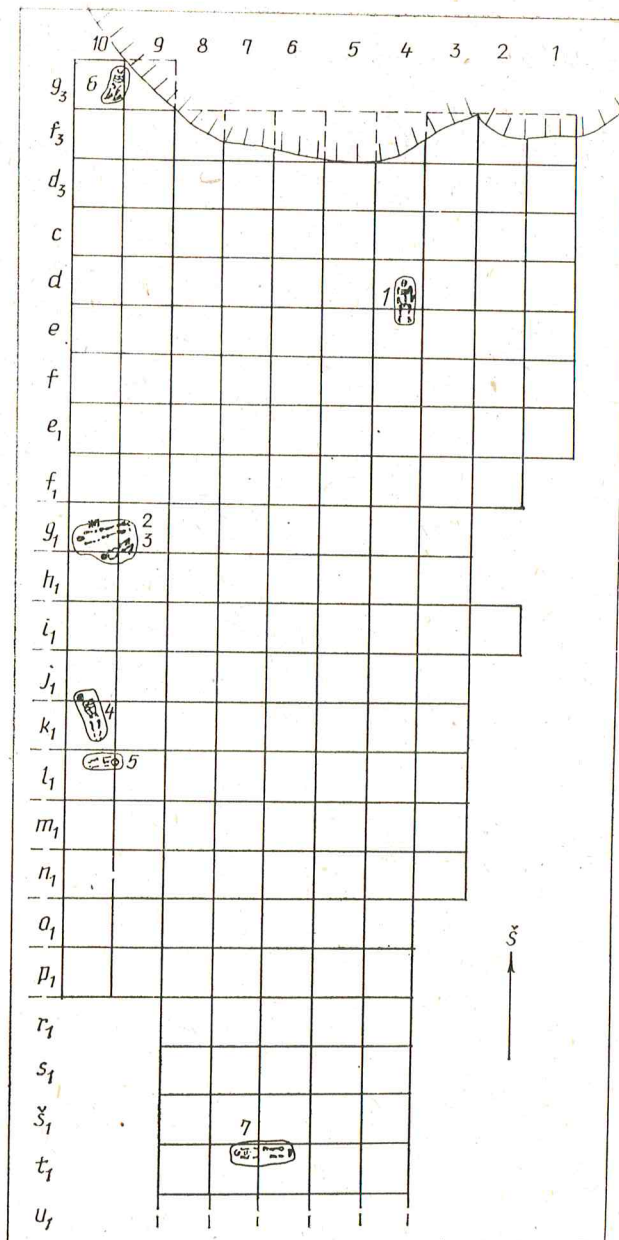 10 9 8 7 6 5 4 3 2 1
g₃ 6
f₃
d₃
c
d 1
e
f
e₁
f₁
g₁ 2
3
h₁
i₁
j₁
k₁ 4
l₁ 5
m₁
n₁
o₁ Š
p₁
r₁
s₁
š₁ 7
t₁
u₁